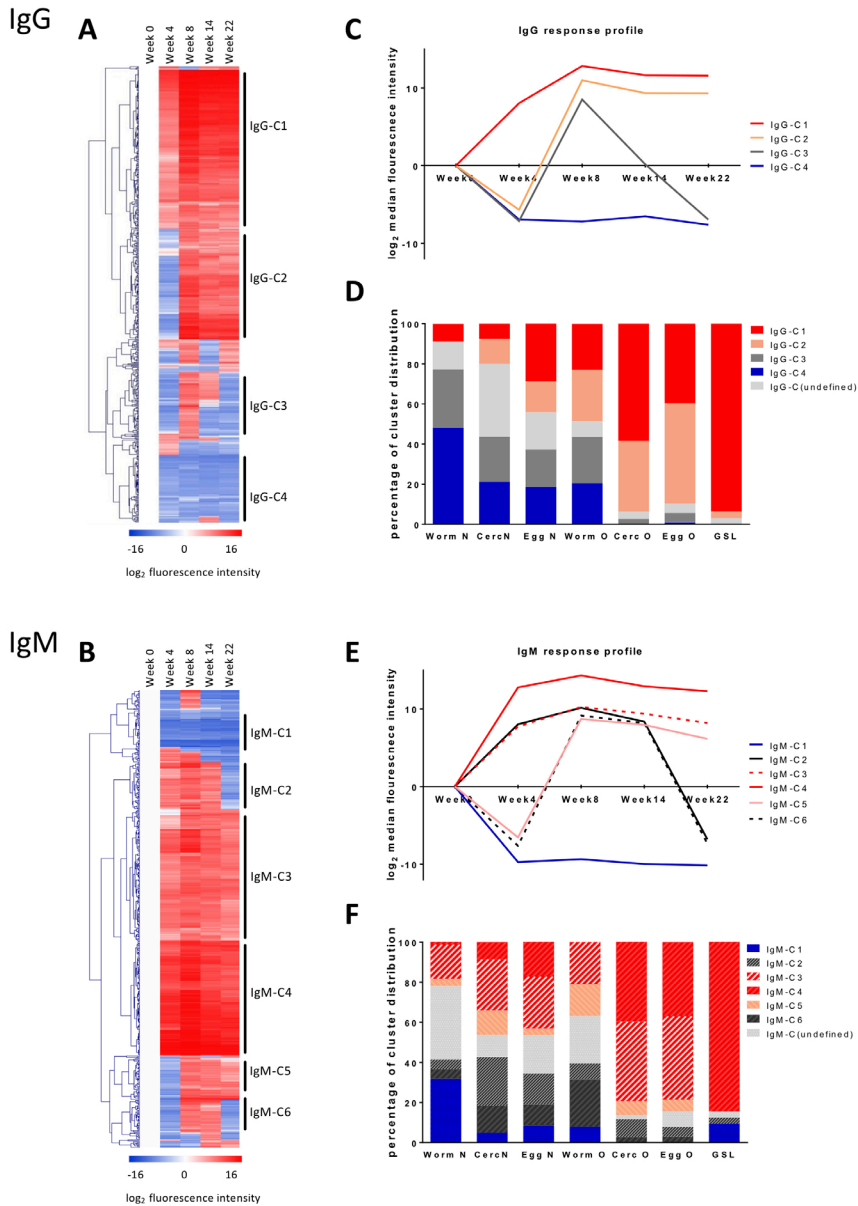 IgG
A
Week 0
Week 4
Week 8
Week 14
Week 22
IgG-C1
IgG-C2
IgG-C3
IgG-C4
-16 0 16
log2 fluorescence intensity
C
IgG response profile
log2 median flourescnece intensity
10
0
-10
Week0 Week4 Week8 Week14 Week22
IgG-C1
IgG-C2
IgG-C3
IgG-C4
D
percentage of cluster distribution
100
80
60
40
20
0
Worm N CercN Egg N Worm O Cerc O Egg O GSL
IgG-C1
IgG-C2
IgG-C3
IgG-C4
IgG-C(undefined)
IgM
B
Week 0
Week 4
Week 8
Week 14
Week 22
IgM-C1
IgM-C2
IgM-C3
IgM-C4
IgM-C5
IgM-C6
-16 0 16
log2 fluorescence intensity
E
IgM response profile
log2 median flourescnece intensity
10
0
-10
Week0 Week4 Week8 Week14 Week22
IgM-C1
IgM-C2
IgM-C3
IgM-C4
IgM-C5
IgM-C6
F
percentage of cluster distribution
100
80
60
40
20
0
Worm N CercN Egg N Worm O Cerc O Egg O GSL
IgM-C1
IgM-C2
IgM-C3
IgM-C4
IgM-C5
IgM-C6
IgM-C(undefined)